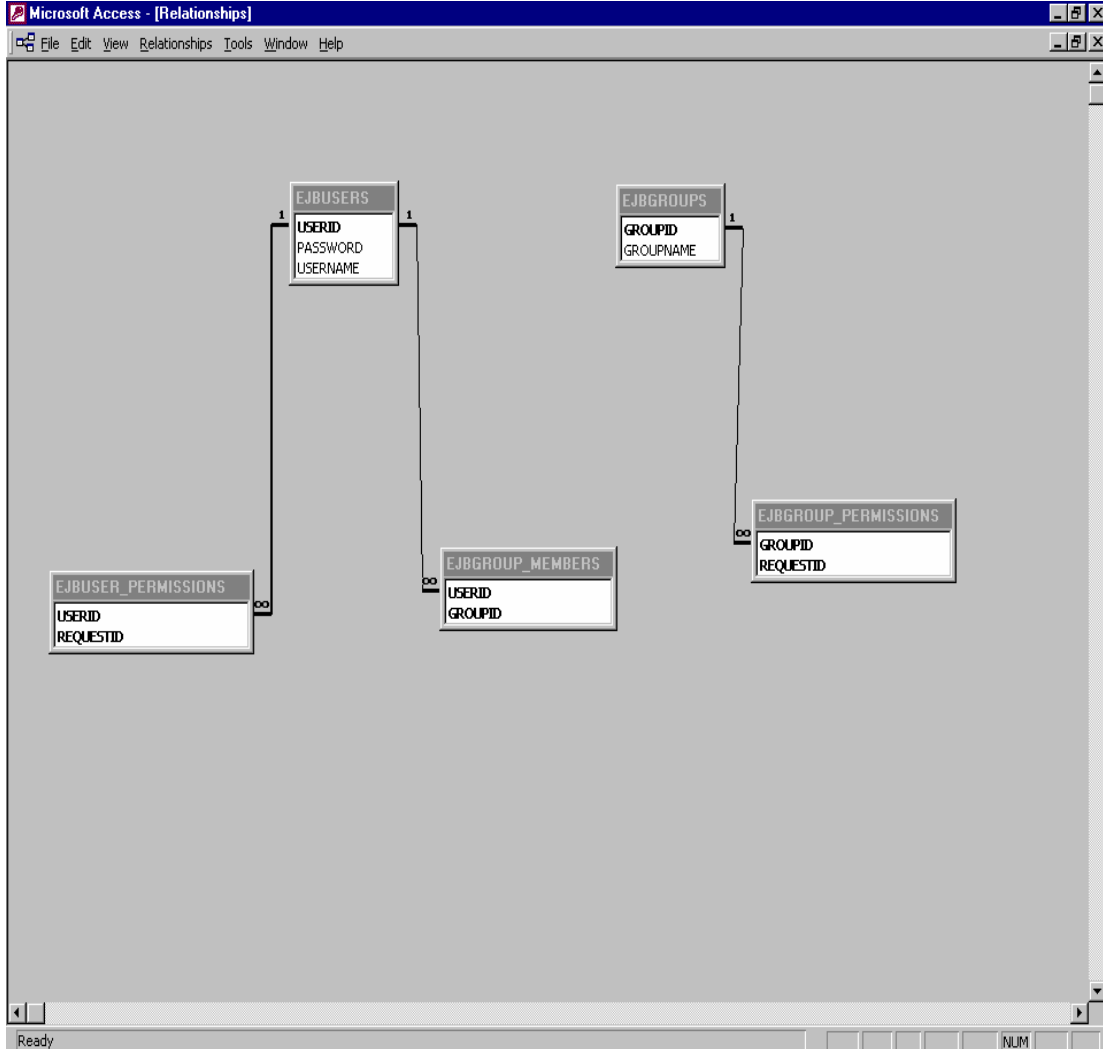 Microsoft Access - [Relationships]
File Edit View Relationships Tools Window Help
EJBUSERS
1
1
USERID
PASSWORD
USERNAME
EJBGROUPS
1
GROUPID
GROUPNAME
EJBGROUP_PERMISSIONS
∞
GROUPID
REQUESTID
EJBGROUP_MEMBERS
∞
USERID
GROUPID
EJBUSER_PERMISSIONS
∞
USERID
REQUESTID
Ready
NUM